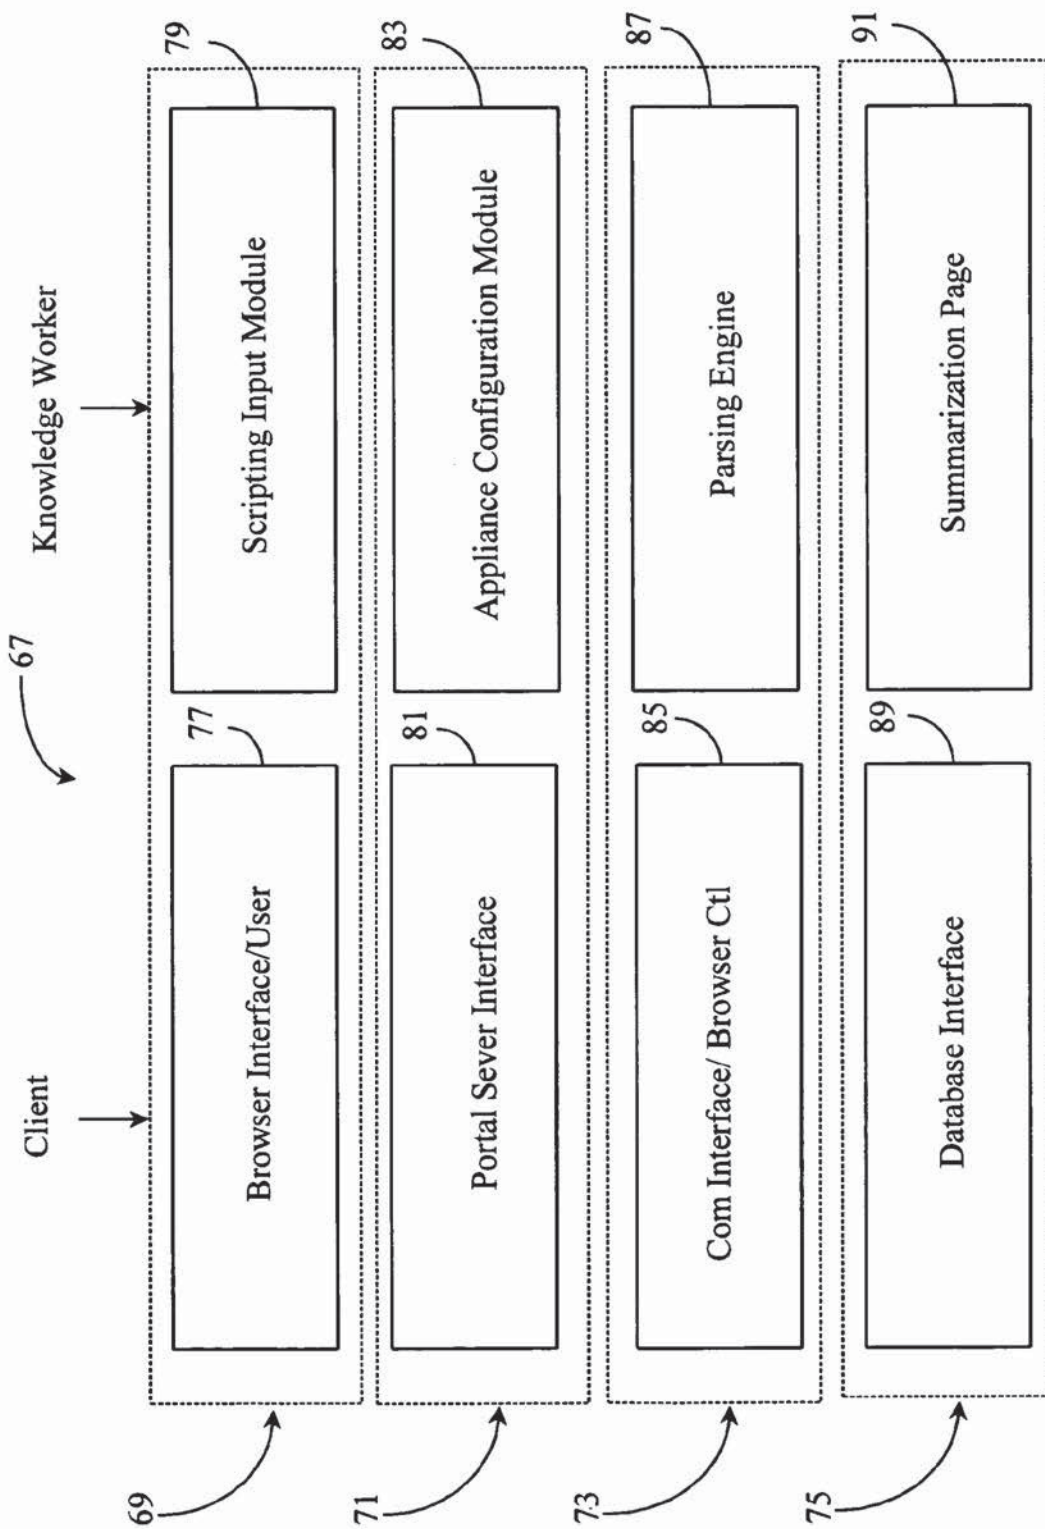 67
Client
Knowledge Worker
69
77
79
Browser Interface/User
Scripting Input Module
71
81
83
Portal Sever Interface
Appliance Configuration Module
73
85
87
Com Interface/ Browser Ctl
Parsing Engine
75
89
91
Database Interface
Summarization Page